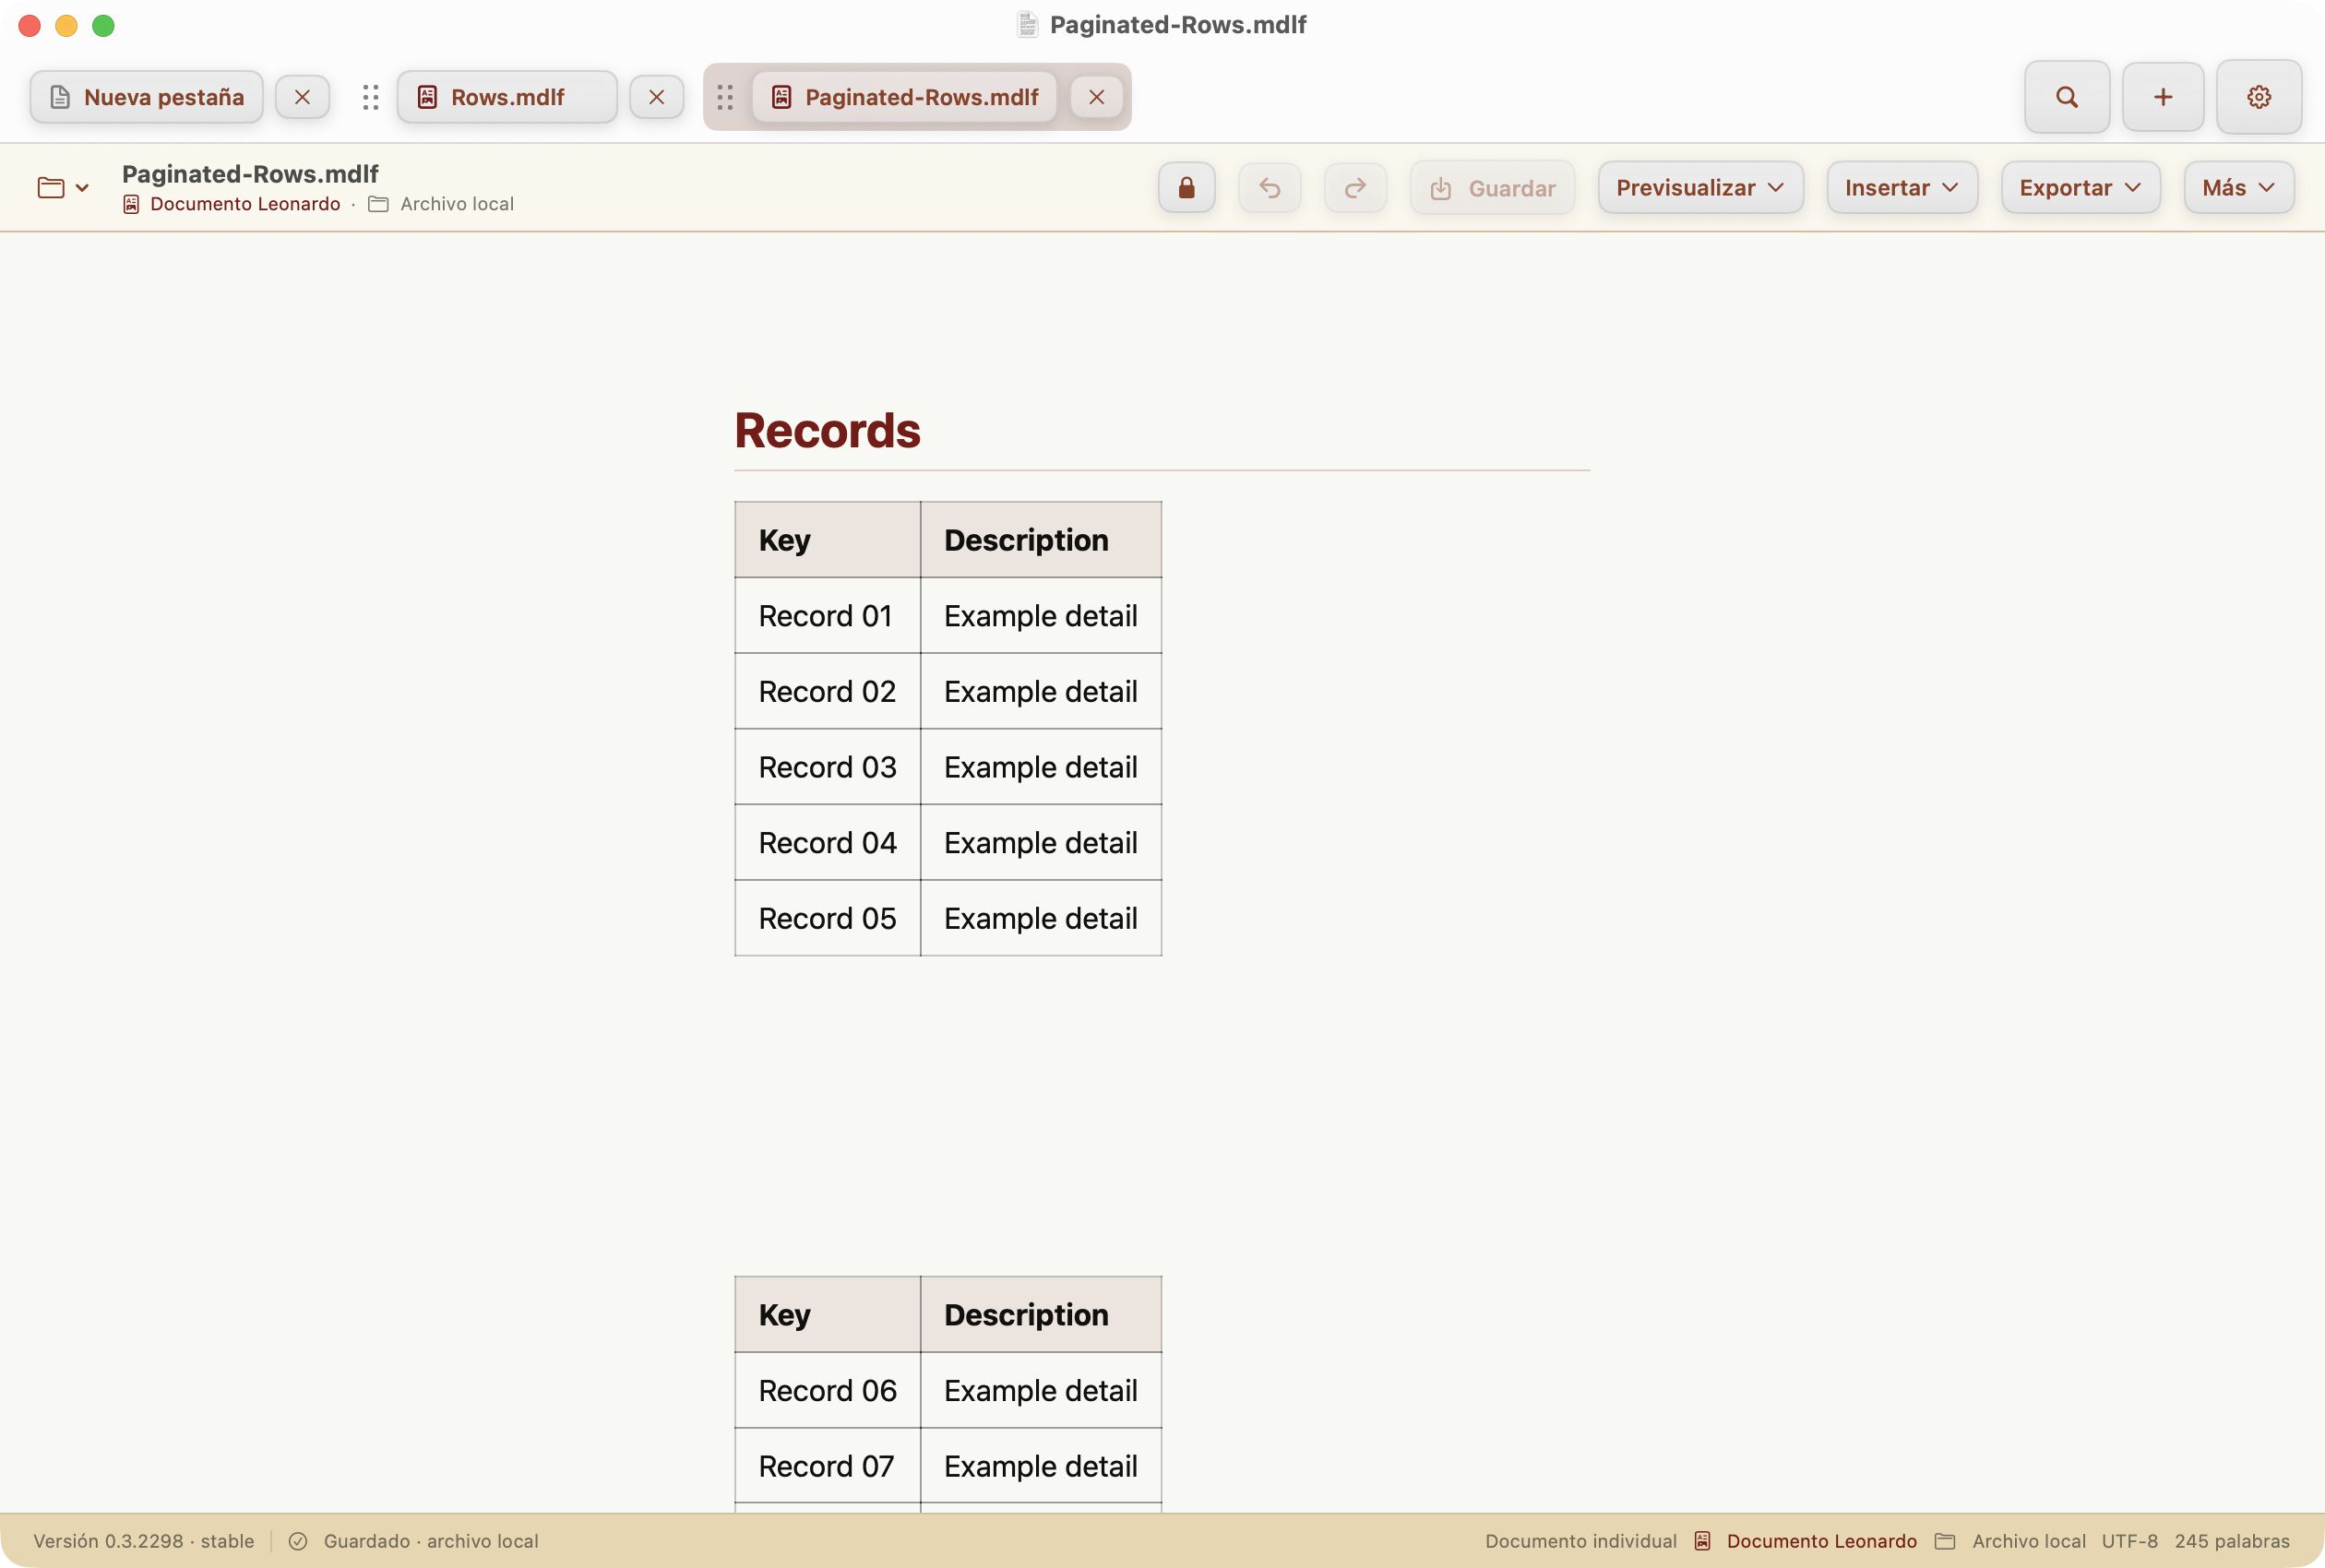 Paginated-Rows.mdlf
Nueva pestaña
Rows.mdlf
Paginated-Rows.mdlf
Paginated-Rows.mdlf
Documento Leonardo · Archivo local
Guardar
Previsualizar
Insertar
Exportar
Más
Records
Key Description
Record 01 Example detail
Record 02 Example detail
Record 03 Example detail
Record 04 Example detail
Record 05 Example detail
Key Description
Record 06 Example detail
Record 07 Example detail
Versión 0.3.2298 · stable Guardado · archivo local Documento individual Documento Leonardo Archivo local UTF-8 245 palabras